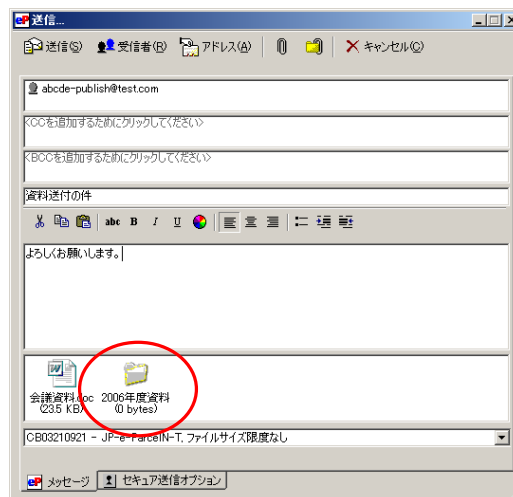 eP 送信...
送信(S) 受信者(R) アドレス(A) キャンセル(C)
abcde-publish@test.com
<CCを追加するためにクリックしてください>
<BCCを追加するためにクリックしてください>
資料送付の件
abc B I U
よろしくお願いします。
会議資料.doc 2006年度資料
(23.5 KB) (0 bytes)
CB03210921 - JP-e-ParcelN-T, ファイルサイズ限度なし
eP メッセージ セキュア送信オプション